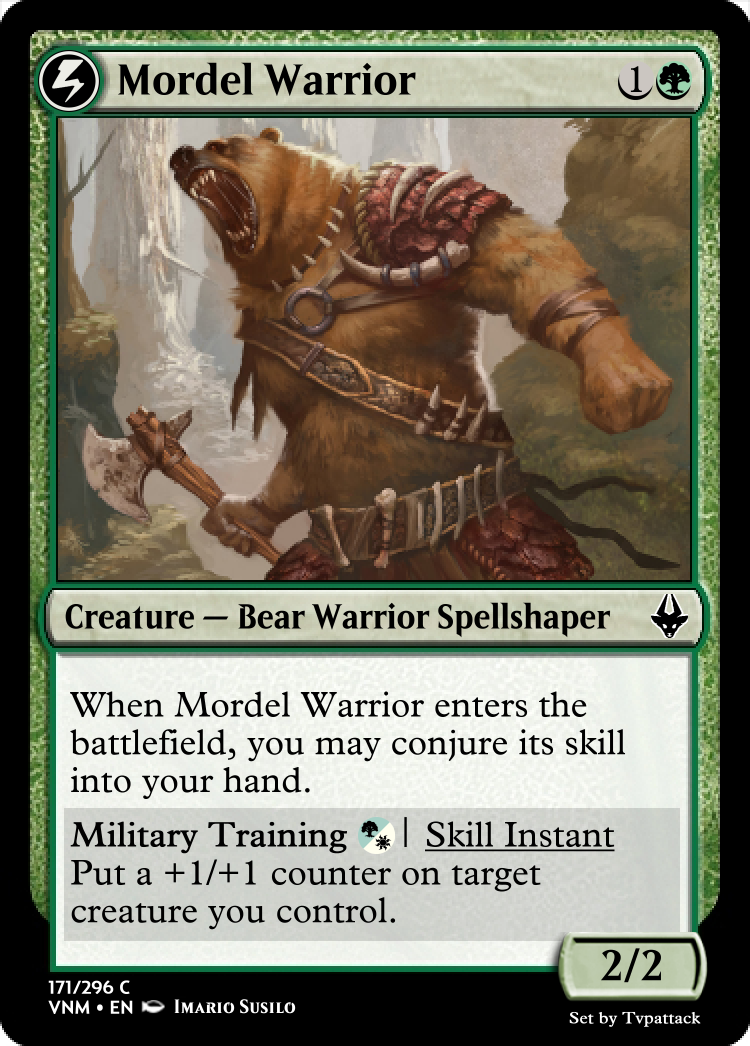 Mordel Warrior 1
Creature — Bear Warrior Spellshaper
When Mordel Warrior enters the
battlefield, you may conjure its skill
into your hand.
Military Training | Skill Instant
Put a +1/+1 counter on target
creature you control.
2/2
171/296 C
VNM • EN Imario Susilo
Set by Tvpattack